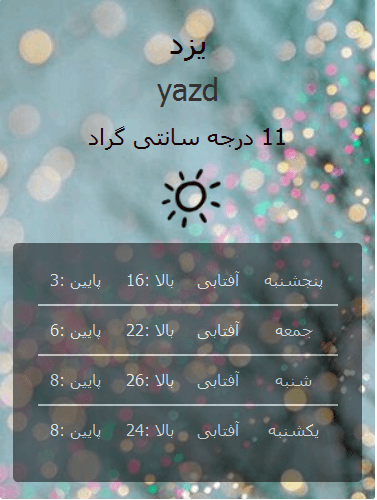 یزد
yazd
11 درجه سانتی گراد
پنجشنبه آفتابی بالا :16 پایین :3
جمعه آفتابی بالا :22 پایین :6
شنبه آفتابی بالا :26 پایین :8
یکشنبه آفتابی بالا :24 پایین :8